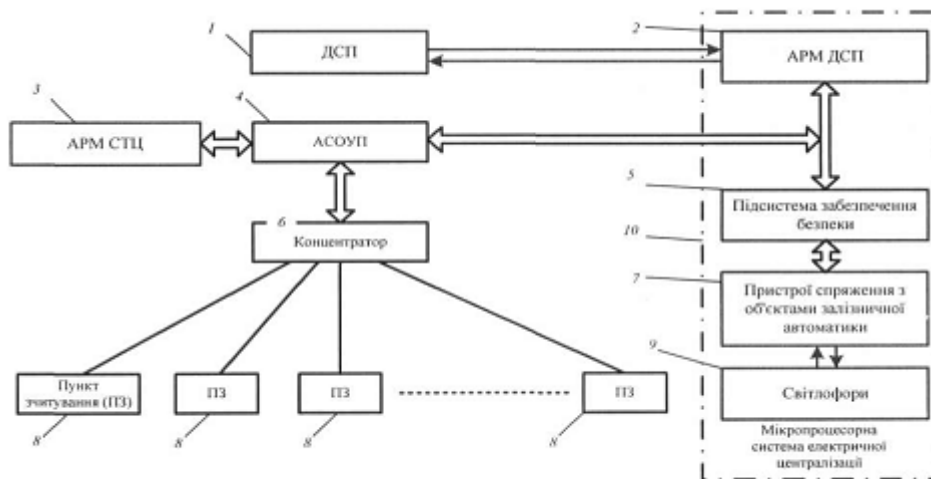 1
ДСП
2
АРМ ДСП
3
АРМ СТЦ
4
АСОУП
5
Підсистема забезпечення
безпеки
6
Концентратор
10
7
Пристрої спряження з
об'єктами залізничної
автоматики
9
Світлофори
Пункт
зчитування (ПЗ)
ПЗ
ПЗ
ПЗ
8
8
8
8
Мікропроцесорна
система електричної
централізації